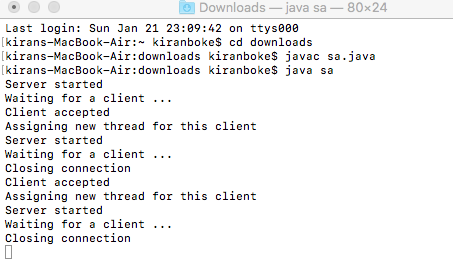 Downloads — java sa — 80×24
Last login: Sun Jan 21 23:09:42 on ttys000
[kirans-MacBook-Air:~ kiranboke$ cd downloads
[kirans-MacBook-Air:downloads kiranboke$ javac sa.java
[kirans-MacBook-Air:downloads kiranboke$ java sa
Server started
Waiting for a client ...
Client accepted
Assigning new thread for this client
Server started
Waiting for a client ...
Closing connection
Client accepted
Assigning new thread for this client
Server started
Waiting for a client ...
Closing connection